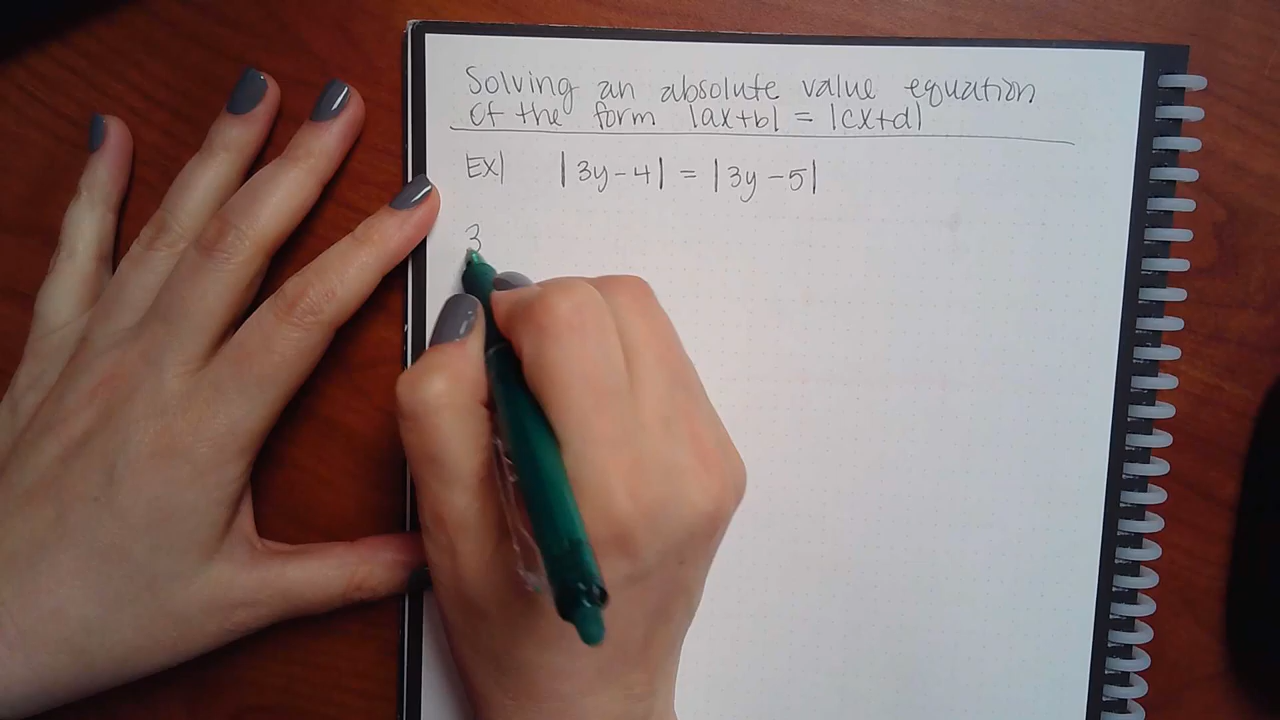 Solving an absolute value equation
of the form |ax+b| = |cx+d|
Ex| |3y-4| = |3y-5|
3